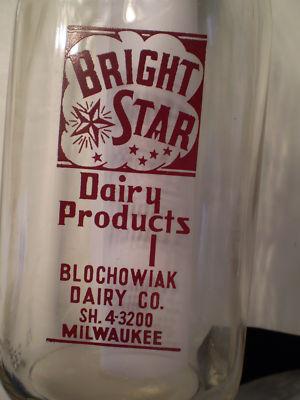 BRIGHT
STAR
Dairy
Products
BLOCHOWIAK
DAIRY CO.
SH. 4-3200
MILWAUKEE